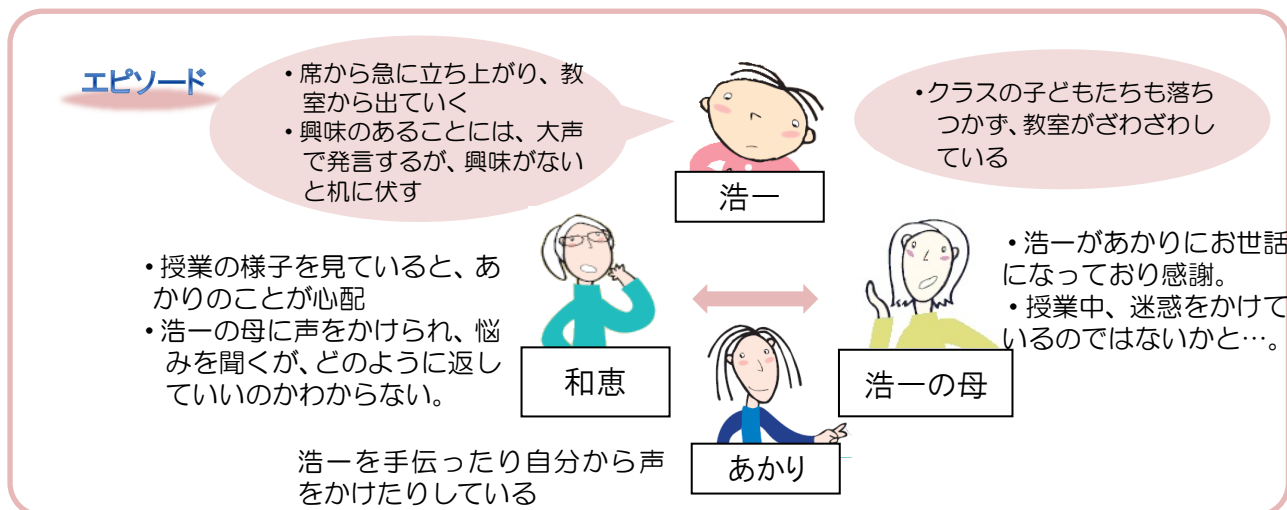 エピソード
・席から急に立ち上がり、教
室から出ていく
・興味のあることには、大声
で発言するが、興味がない
と机に伏す
浩一
・クラスの子どもたちも落ち
つかず、教室がざわざわし
ている
・授業の様子を見ていると、あ
かりのことが心配
・浩一の母に声をかけられ、悩
みを聞くが、どのように返し
ていいのかわからない。
和恵
浩一の母
・浩一があかりにお世話
になっており感謝。
・授業中、迷惑をかけて
いるのではないかと…。
浩一を手伝ったり自分から声
をかけたりしている
あかり